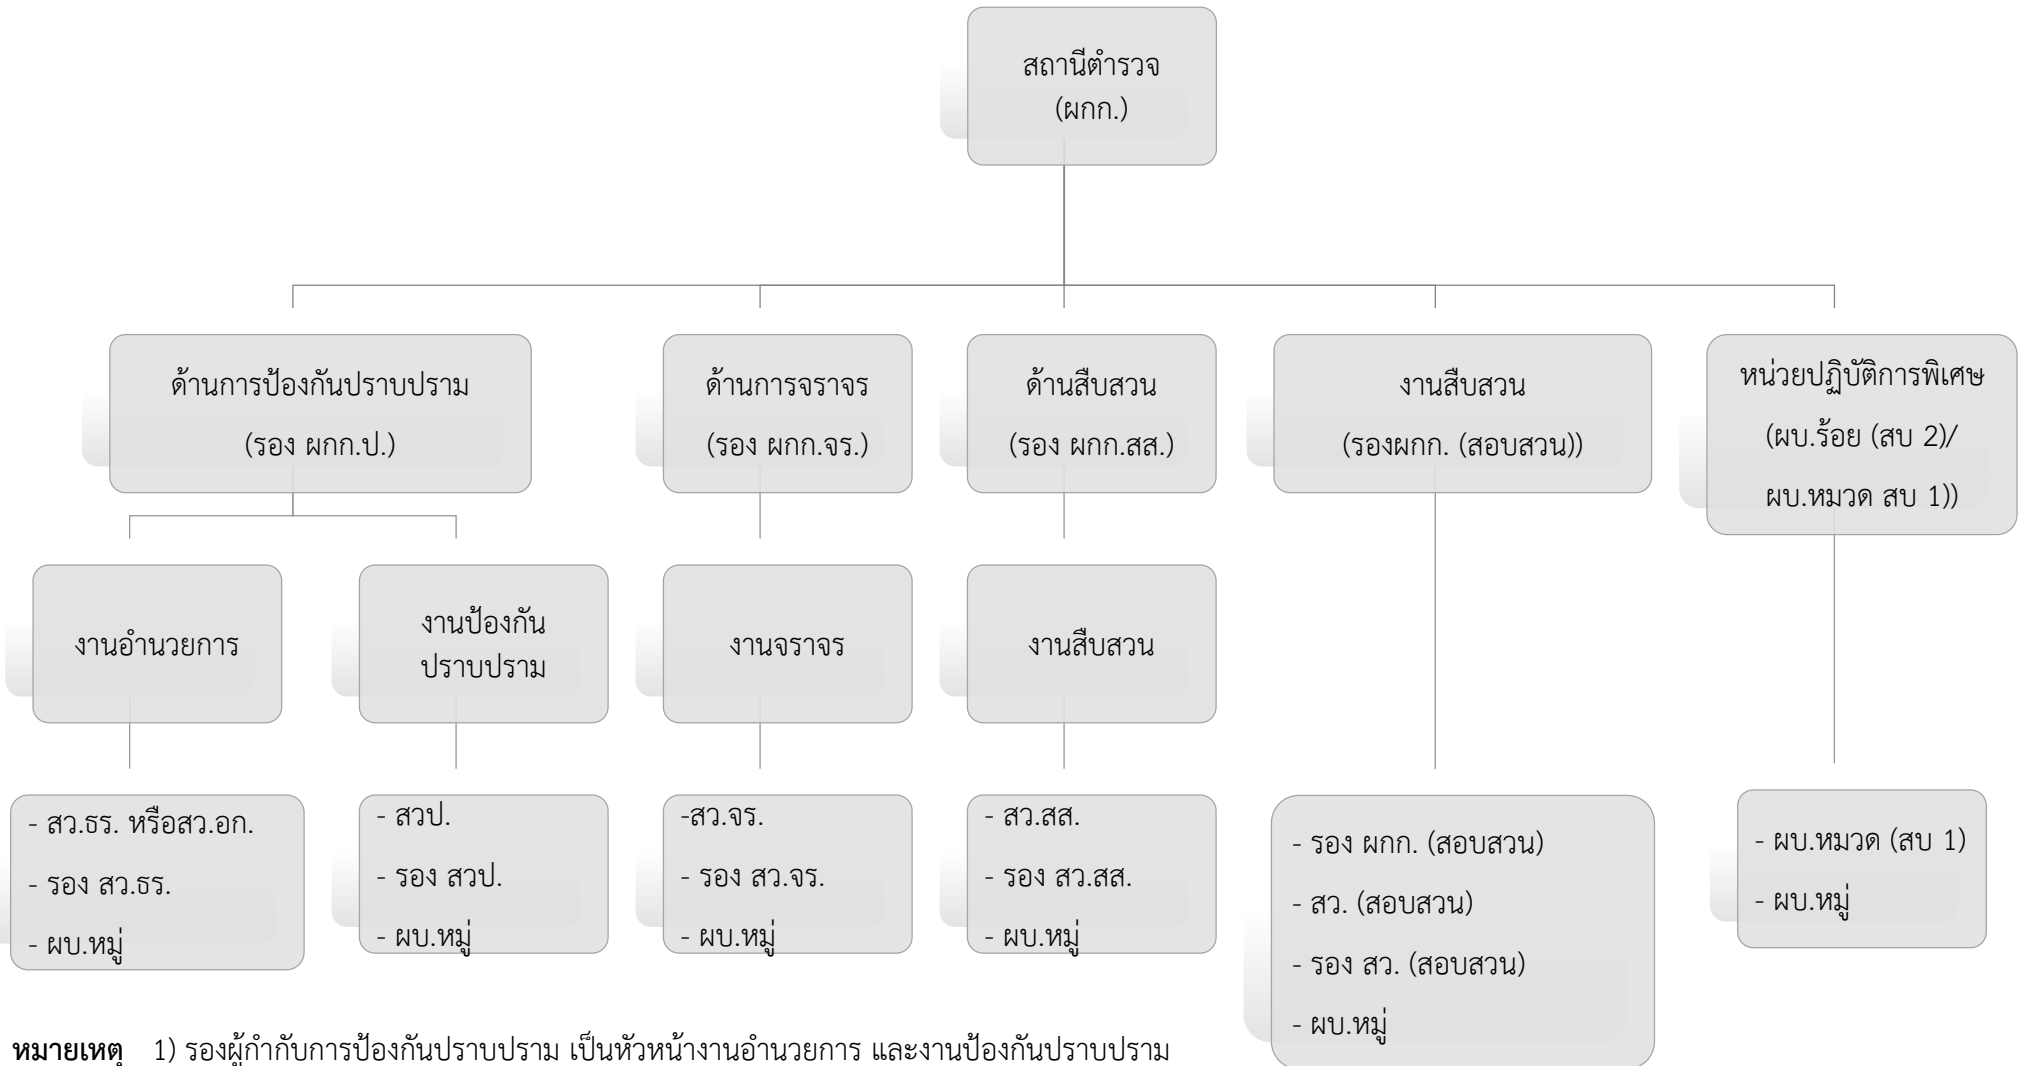 สถานีตำรวจ
(ผกก.)
ด้านการป้องกันปราบปราม
(รอง ผกก.ป.)
ด้านการจราจร
(รอง ผกก.จร.)
ด้านสืบสวน
(รอง ผกก.สส.)
งานสืบสวน
(รองผกก. (สอบสวน))
หน่วยปฏิบัติการพิเศษ
(ผบ.ร้อย (สบ 2)/
ผบ.หมวด สบ 1))
งานอำนวยการ
งานป้องกัน
ปราบปราม
งานจราจร
งานสืบสวน
- สว.ธร. หรือสว.อก.
- รอง สว.ธร.
- ผบ.หมู่
- สวป.
- รอง สวป.
- ผบ.หมู่
-สว.จร.
- รอง สว.จร.
- ผบ.หมู่
- สว.สส.
- รอง สว.สส.
- ผบ.หมู่
- รอง ผกก. (สอบสวน)
- สว. (สอบสวน)
- รอง สว. (สอบสวน)
- ผบ.หมู่
- ผบ.หมวด (สบ 1)
- ผบ.หมู่
หมายเหตุ 1) รองผู้กำกับการป้องกันปราบปราม เป็นหัวหน้างานอำนวยการ และงานป้องกันปราบปราม